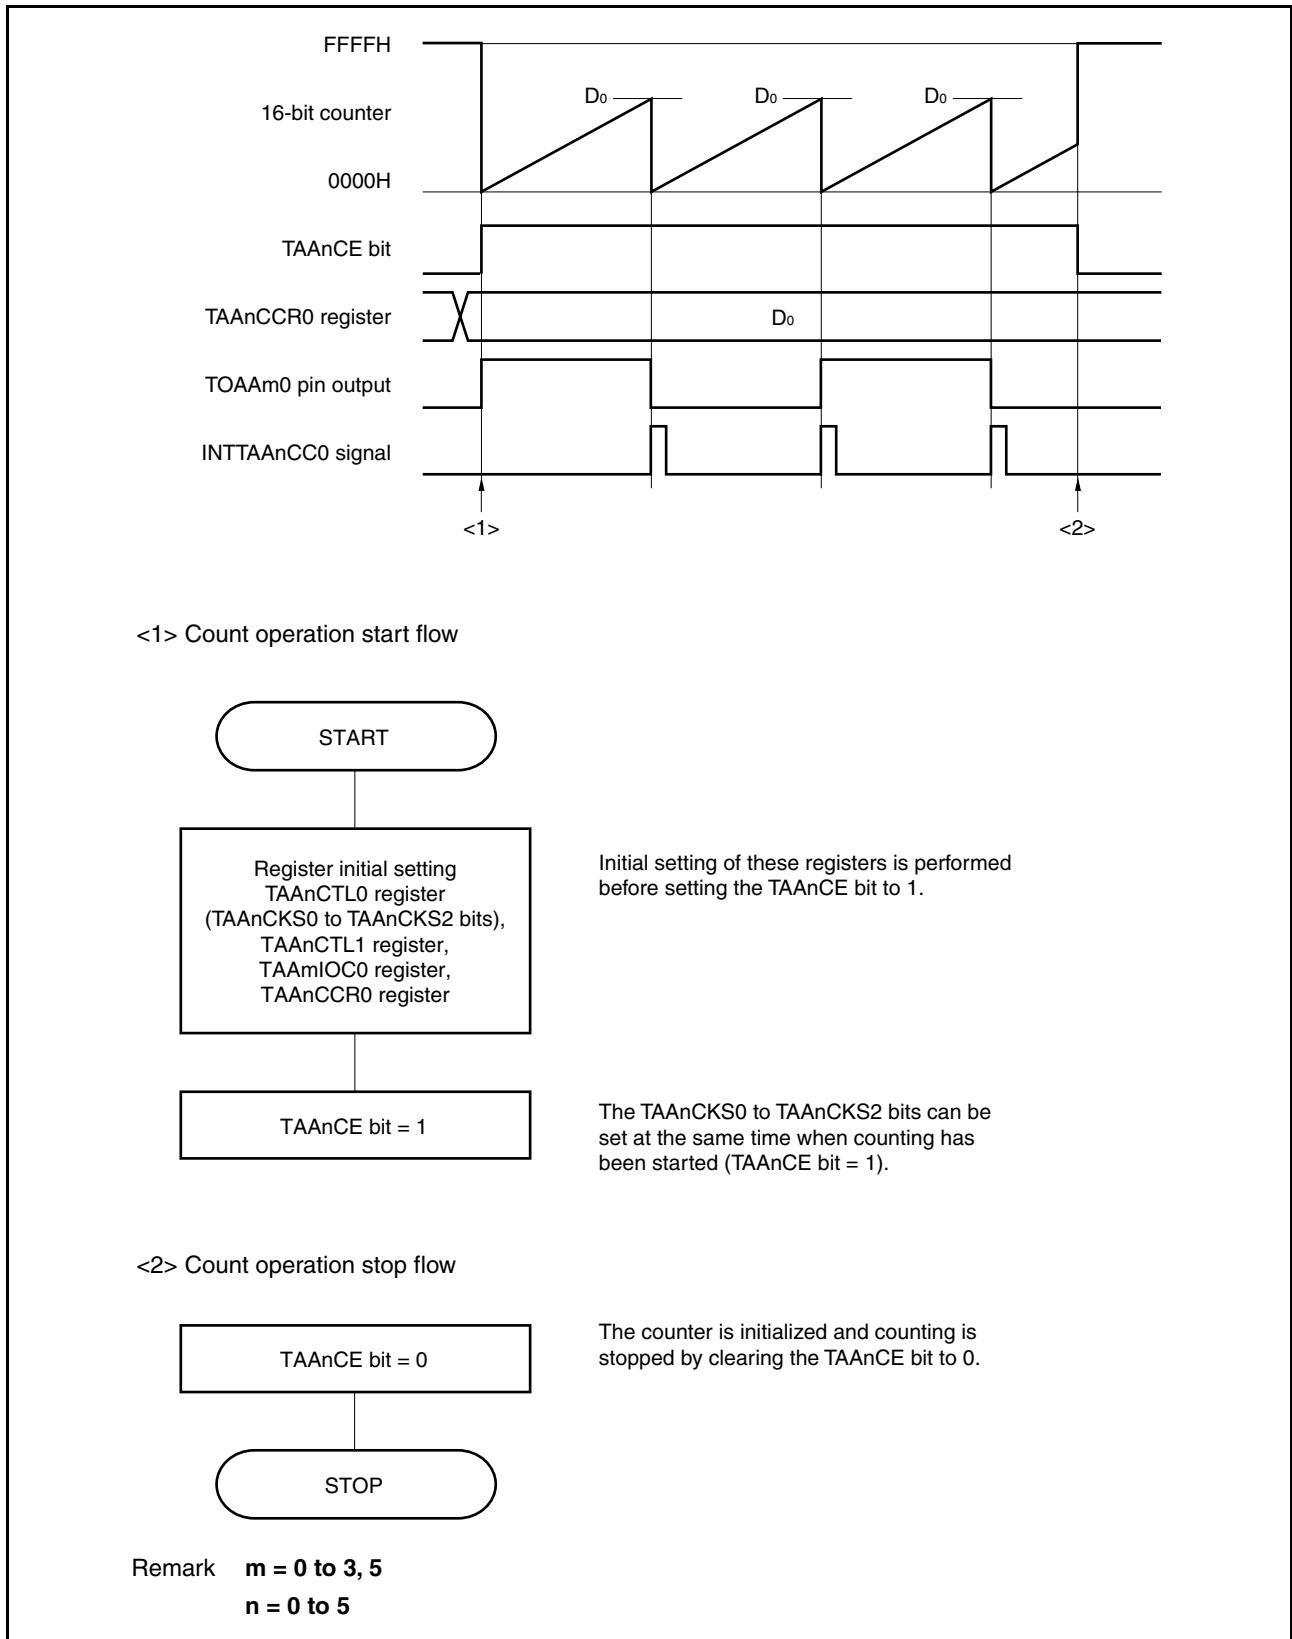 FFFFH
D0 D0 D0
16-bit counter
0000H
TAAnCE bit
TAAnCCR0 register
D0
TOAAm0 pin output
INTTAAnCC0 signal
<1> <2>
<1> Count operation start flow
START
Register initial setting
TAAnCTL0 register
(TAAnCKS0 to TAAnCKS2 bits),
TAAnCTL1 register,
TAAmIOC0 register,
TAAnCCR0 register
Initial setting of these registers is performed
before setting the TAAnCE bit to 1.
TAAnCE bit = 1
The TAAnCKS0 to TAAnCKS2 bits can be
set at the same time when counting has
been started (TAAnCE bit = 1).
<2> Count operation stop flow
TAAnCE bit = 0
The counter is initialized and counting is
stopped by clearing the TAAnCE bit to 0.
STOP
Remark m = 0 to 3, 5
n = 0 to 5